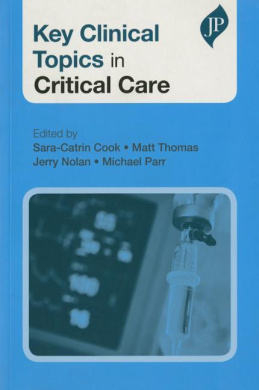 JP
Key Clinical
Topics in
Critical Care
Edited by
Sara-Catrin Cook • Matt Thomas
Jerry Nolan • Michael Parr